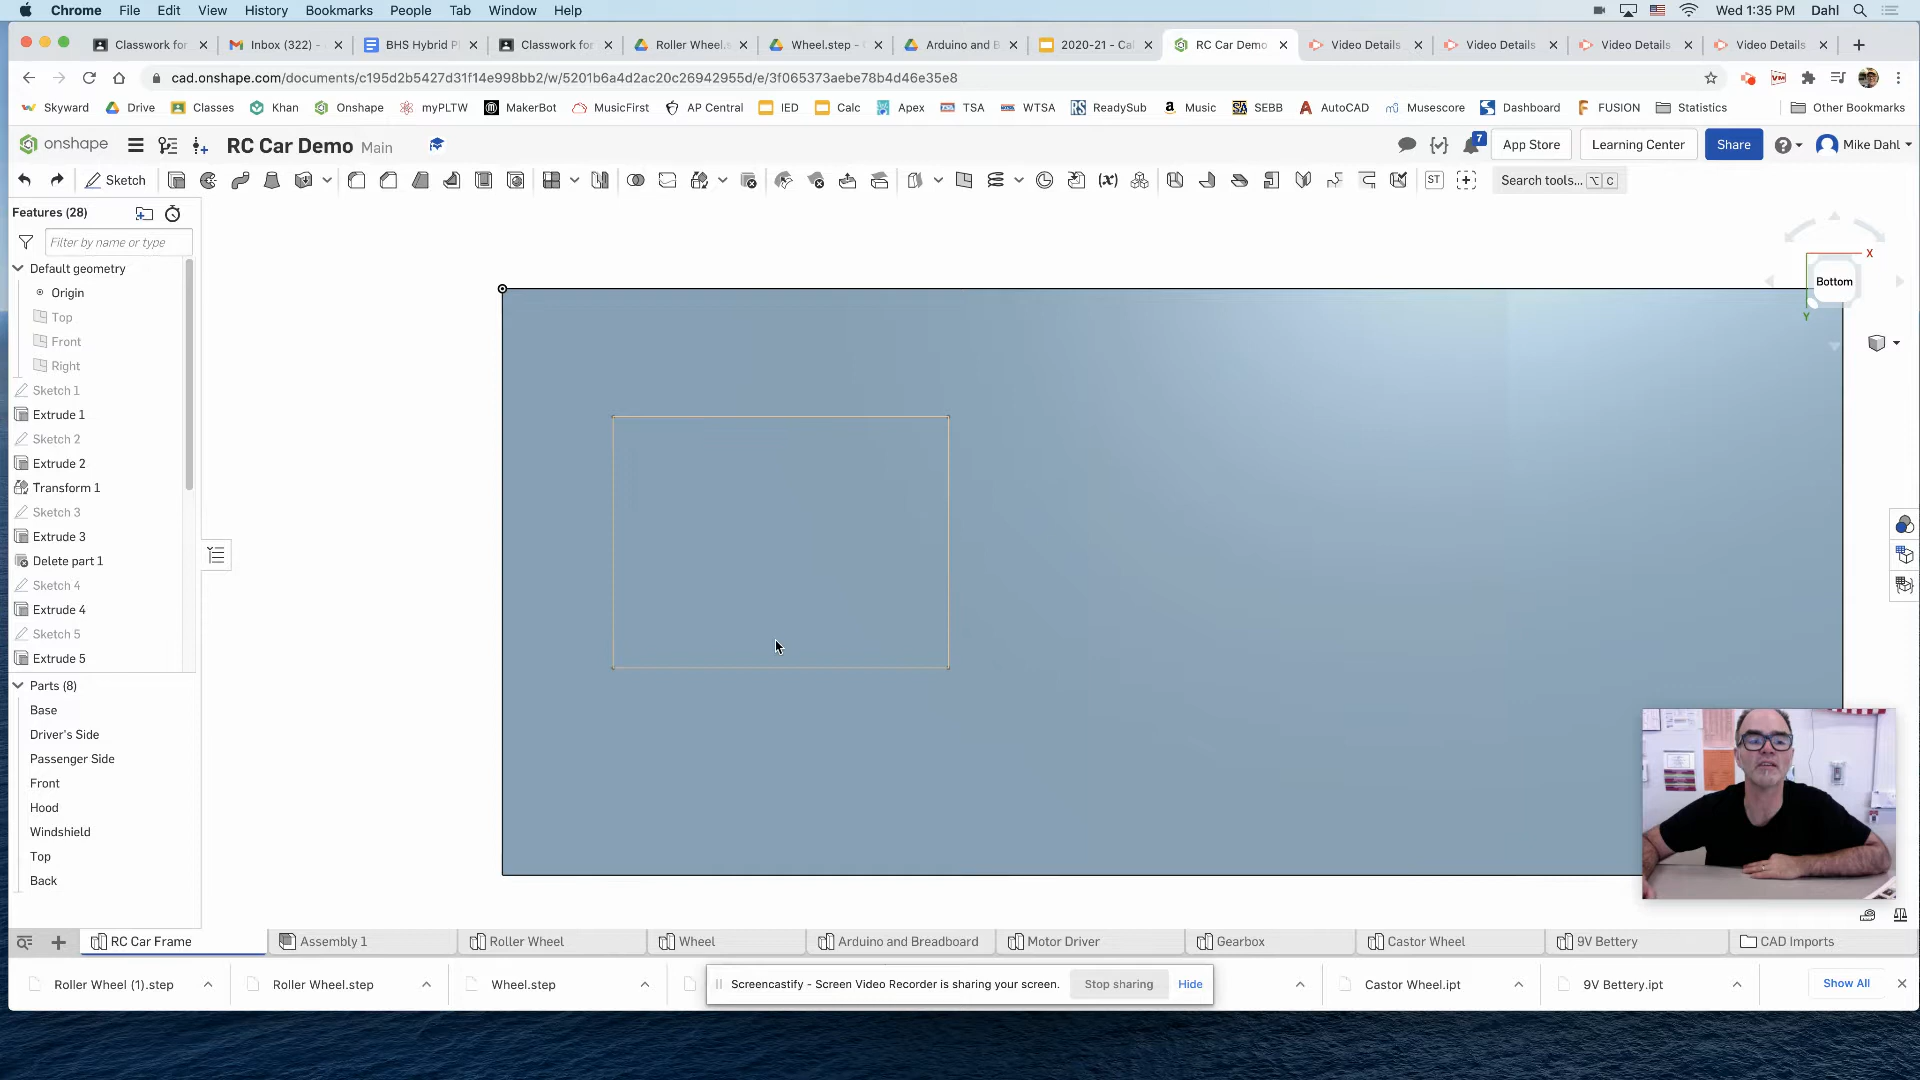 Chrome File Edit View History Bookmarks People Tab Window Help Wed 1:35 PM Dahl
Classwork for Inbox (322) - BHS Hybrid P Classwork for Roller Wheel.s Wheel.step - G Arduino and B 2020-21 - Cal RC Car Demo Video Details Video Details Video Details Video Details
cad.onshape.com/documents/c195d2b5427d31f14e998bb2/w/5201b6a4d2ac20c26942955d/e/3f065373aebe78b4d46e35e8
Skyward Drive Classes Khan Onshape myPLTW MakerBot MusicFirst AP Central IED Calc Apex TSA WTSA ReadySub Music SEBB AutoCAD Musescore Dashboard FUSION Statistics Other Bookmarks
onshape RC Car Demo Main 7 App Store Learning Center Share Mike Dahl
Sketch (x) ST Search tools... ⌥ C
Features (28)
Filter by name or type
Default geometry
Origin
Top
Front
Right
Sketch 1
Extrude 1
Sketch 2
Extrude 2
Transform 1
Sketch 3
Extrude 3
Delete part 1
Sketch 4
Extrude 4
Sketch 5
Extrude 5
Parts (8)
Base
Driver's Side
Passenger Side
Front
Hood
Windshield
Top
Back
X
Bottom
Y
RC Car Frame Assembly 1 Roller Wheel Wheel Arduino and Breadboard Motor Driver Gearbox Castor Wheel 9V Bettery CAD Imports
Roller Wheel (1).step Roller Wheel.step Wheel.step Screencastify - Screen Video Recorder is sharing your screen. Stop sharing Hide Castor Wheel.ipt 9V Bettery.ipt Show All